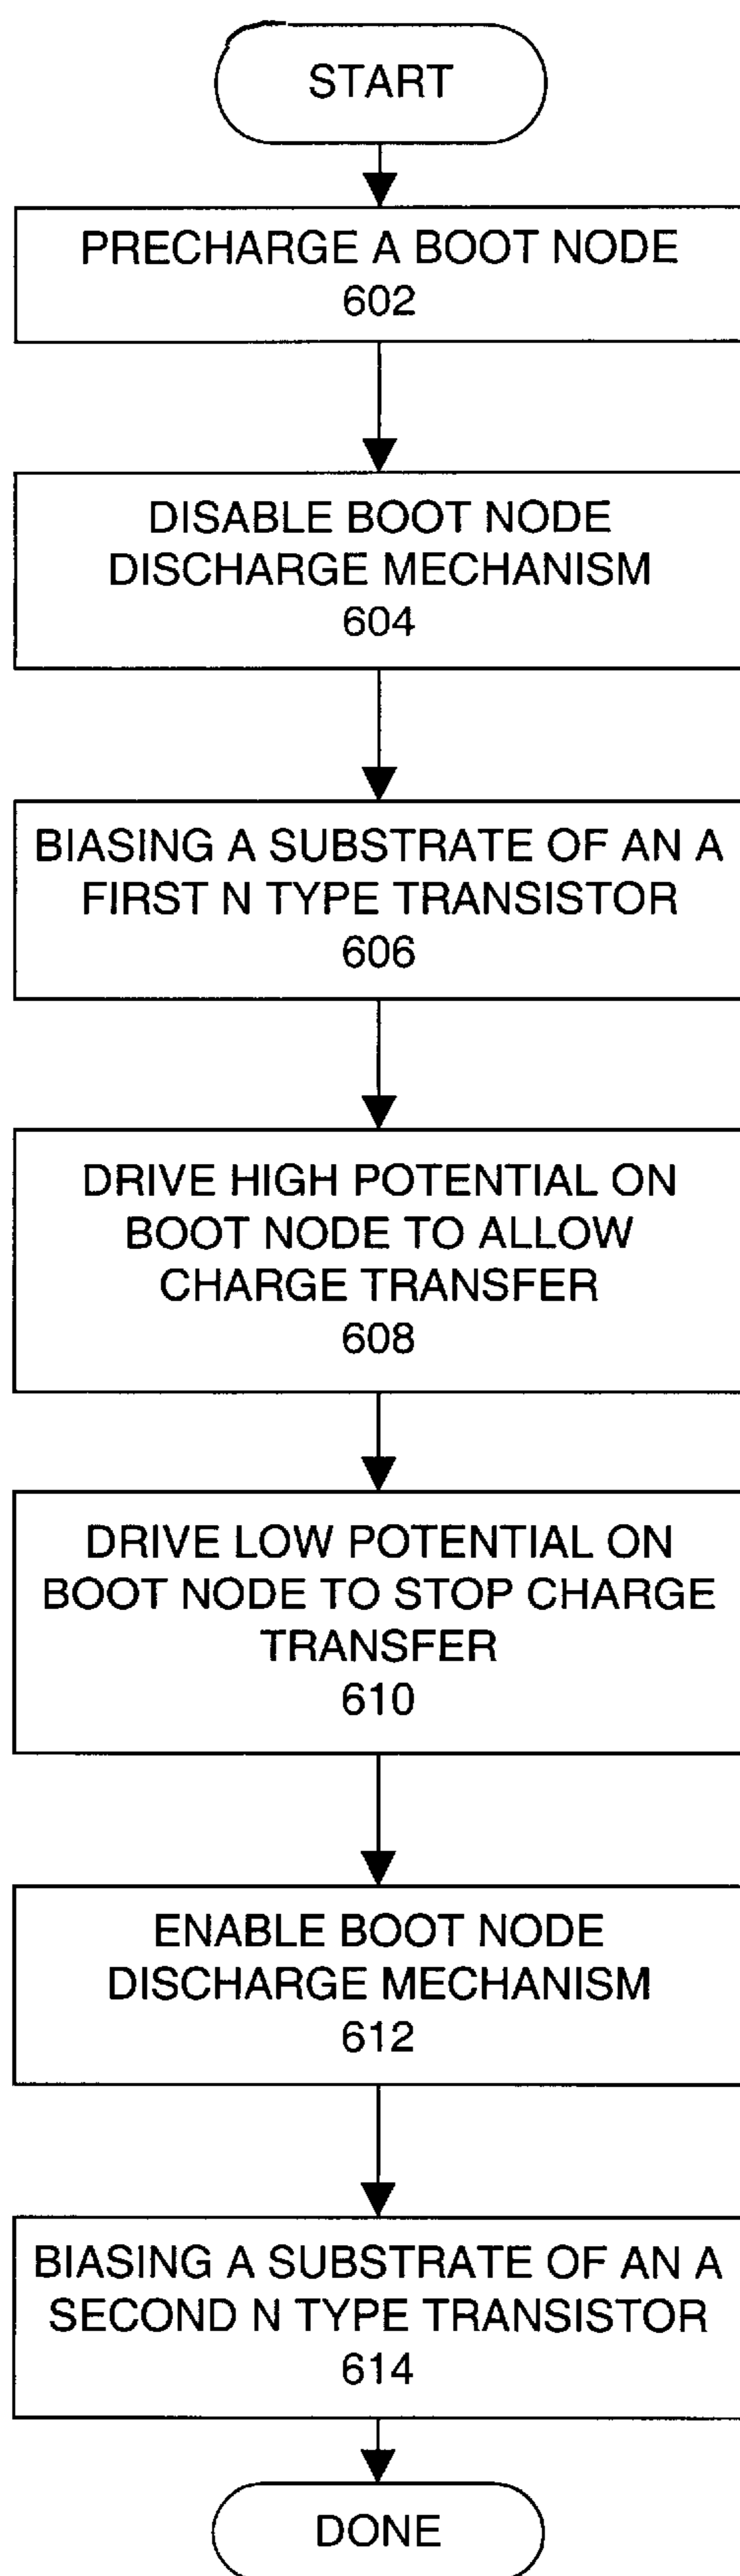 START
PRECHARGE A BOOT NODE
602
DISABLE BOOT NODE
DISCHARGE MECHANISM
604
BIASING A SUBSTRATE OF AN A
FIRST N TYPE TRANSISTOR
606
DRIVE HIGH POTENTIAL ON
BOOT NODE TO ALLOW
CHARGE TRANSFER
608
DRIVE LOW POTENTIAL ON
BOOT NODE TO STOP CHARGE
TRANSFER
610
ENABLE BOOT NODE
DISCHARGE MECHANISM
612
BIASING A SUBSTRATE OF AN A
SECOND N TYPE TRANSISTOR
614
DONE